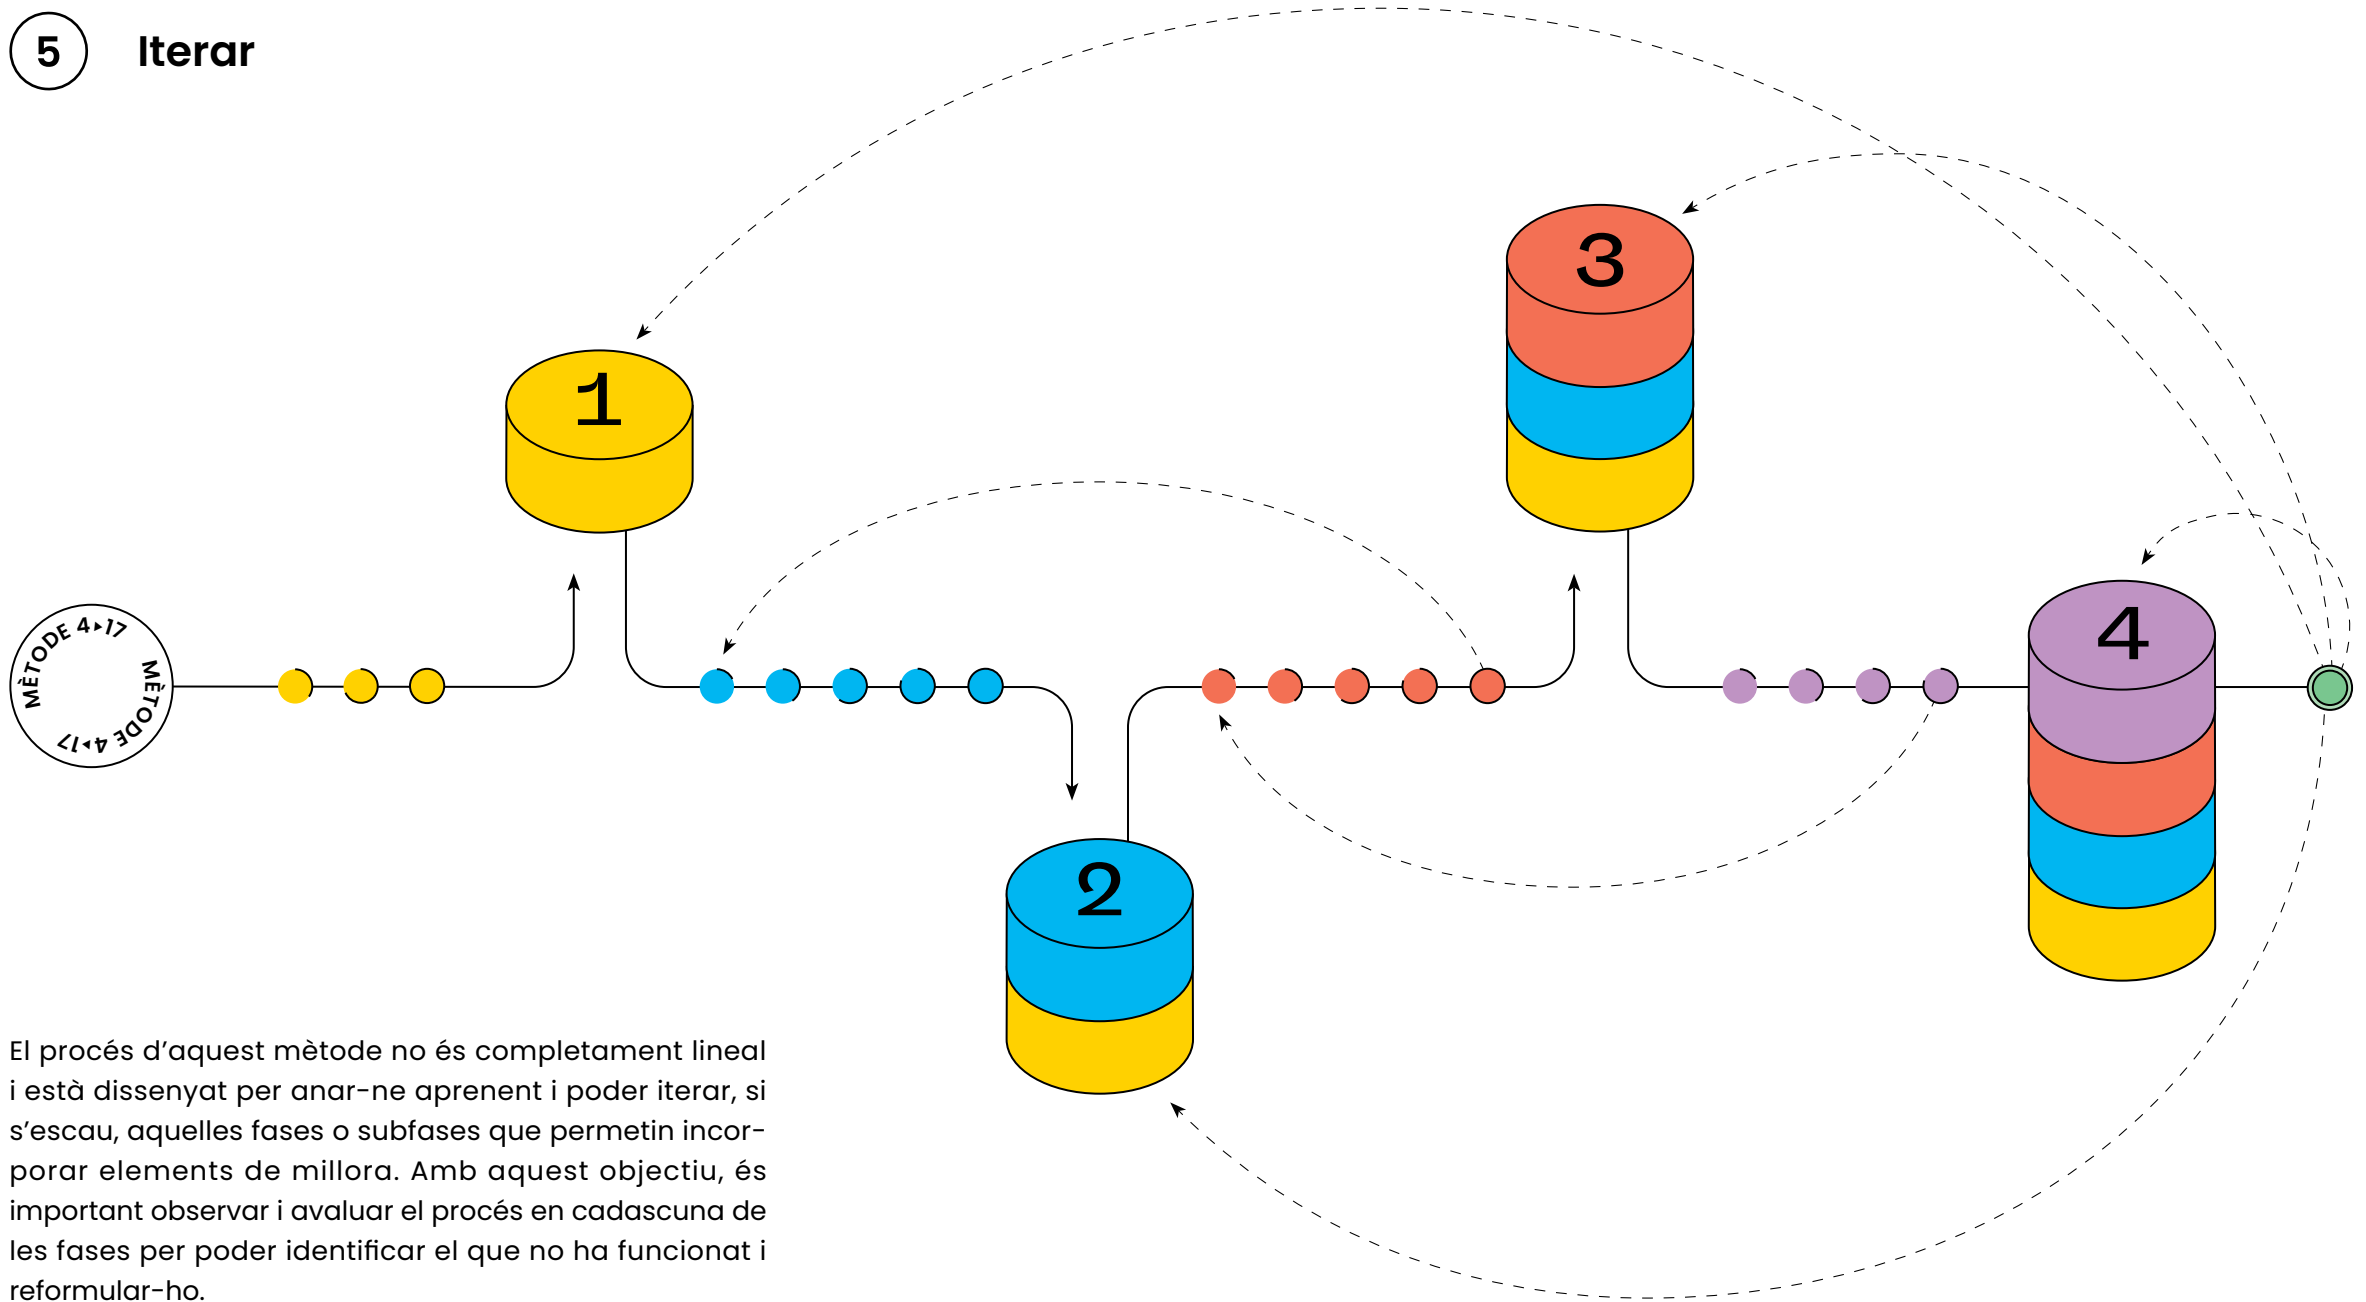 5 Iterar
1
2
3
4
MÈTODE 4▸17
MÈTODE 4▸17
El procés d’aquest mètode no és completament lineal
i està dissenyat per anar-ne aprenent i poder iterar, si
s’escau, aquelles fases o subfases que permetin incor-
porar elements de millora. Amb aquest objectiu, és
important observar i avaluar el procés en cadascuna de
les fases per poder identificar el que no ha funcionat i
reformular-ho.